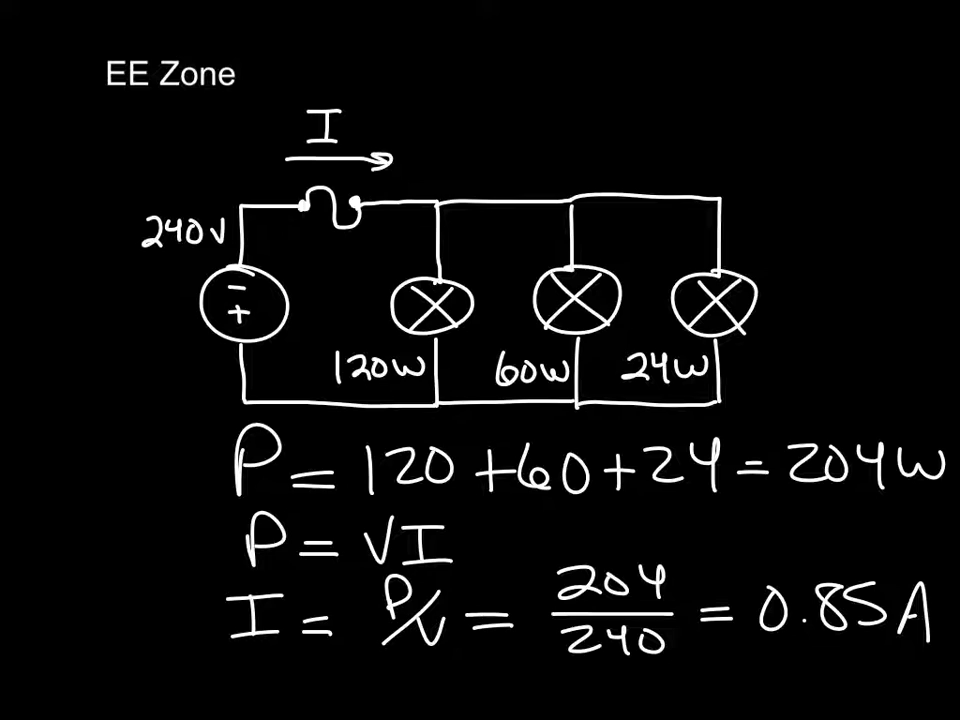 EE Zone
I
240V
-
+
120W
60W
24W
P = 120 + 60 + 24 = 204W
P = VI
I = P/V = 204/240 = 0.85A